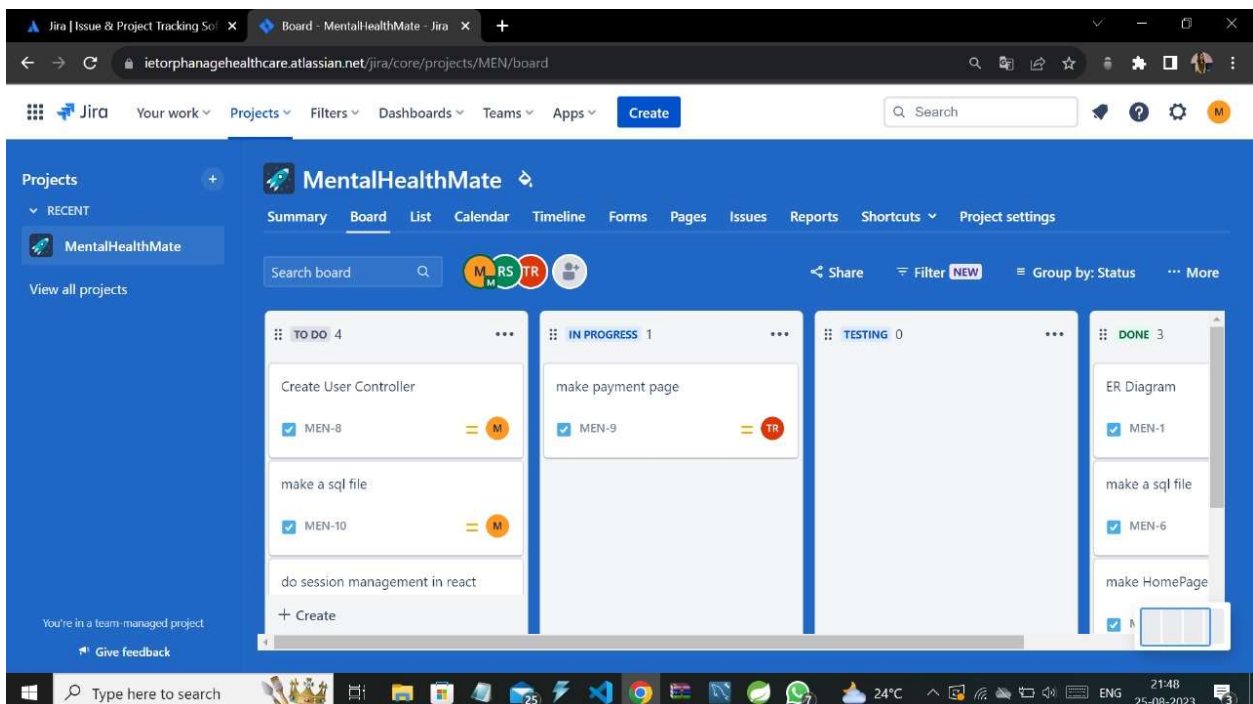 Jira | Issue & Project Tracking Sof
Board - MentalHealthMate - Jira
ietorphanagehealthcare.atlassian.net/jira/core/projects/MEN/board
Jira Your work Projects Filters Dashboards Teams Apps Create Search M
Projects
RECENT
MentalHealthMate
View all projects
MentalHealthMate
Summary Board List Calendar Timeline Forms Pages Issues Reports Shortcuts Project settings
Search board M M RS TR Share Filter NEW Group by: Status More
TO DO 4
Create User Controller
MEN-8 M
make a sql file
MEN-10 M
do session management in react
+ Create
IN PROGRESS 1
make payment page
MEN-9 TR
TESTING 0
DONE 3
ER Diagram
MEN-1
make a sql file
MEN-6
make HomePage
You're in a team-managed project
Give feedback
Type here to search 25 7 24°C ENG 21:48
25-08-2023 3